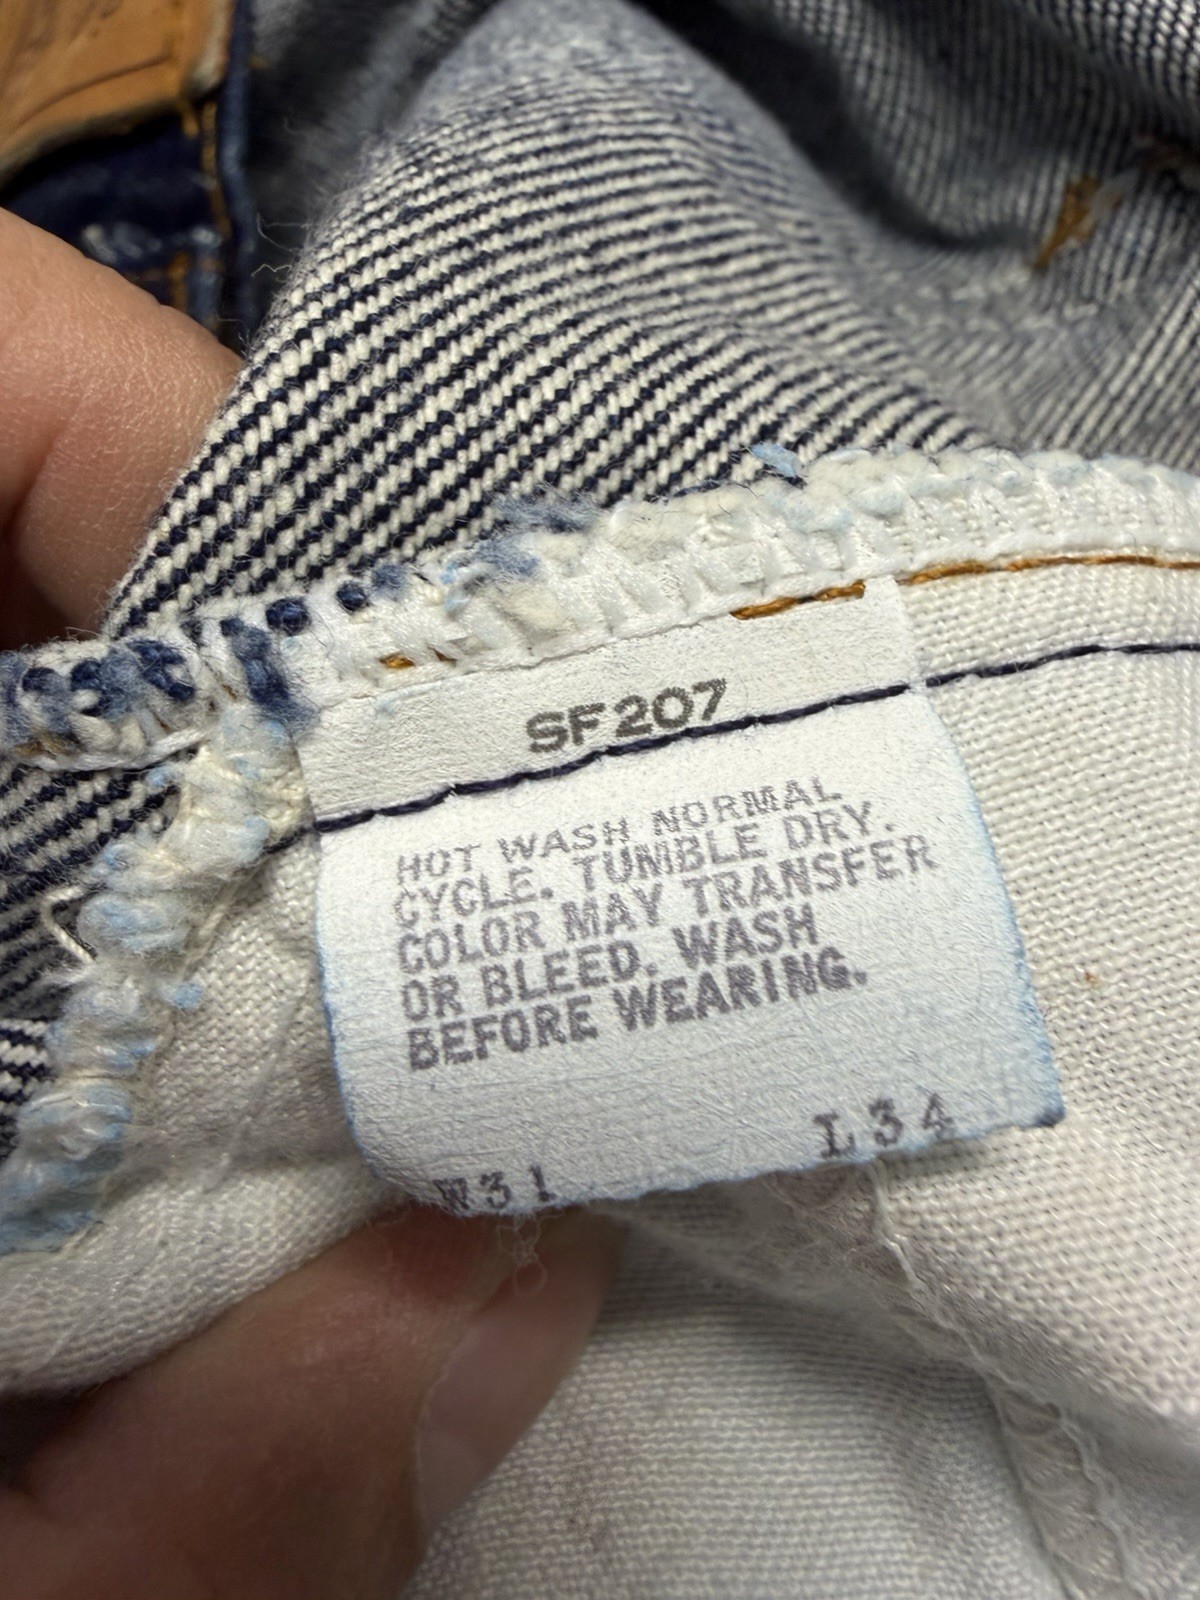 SF207
HOT WASH NORMAL
CYCLE. TUMBLE DRY.
COLOR MAY TRANSFER
OR BLEED. WASH
BEFORE WEARING.
W31 L34